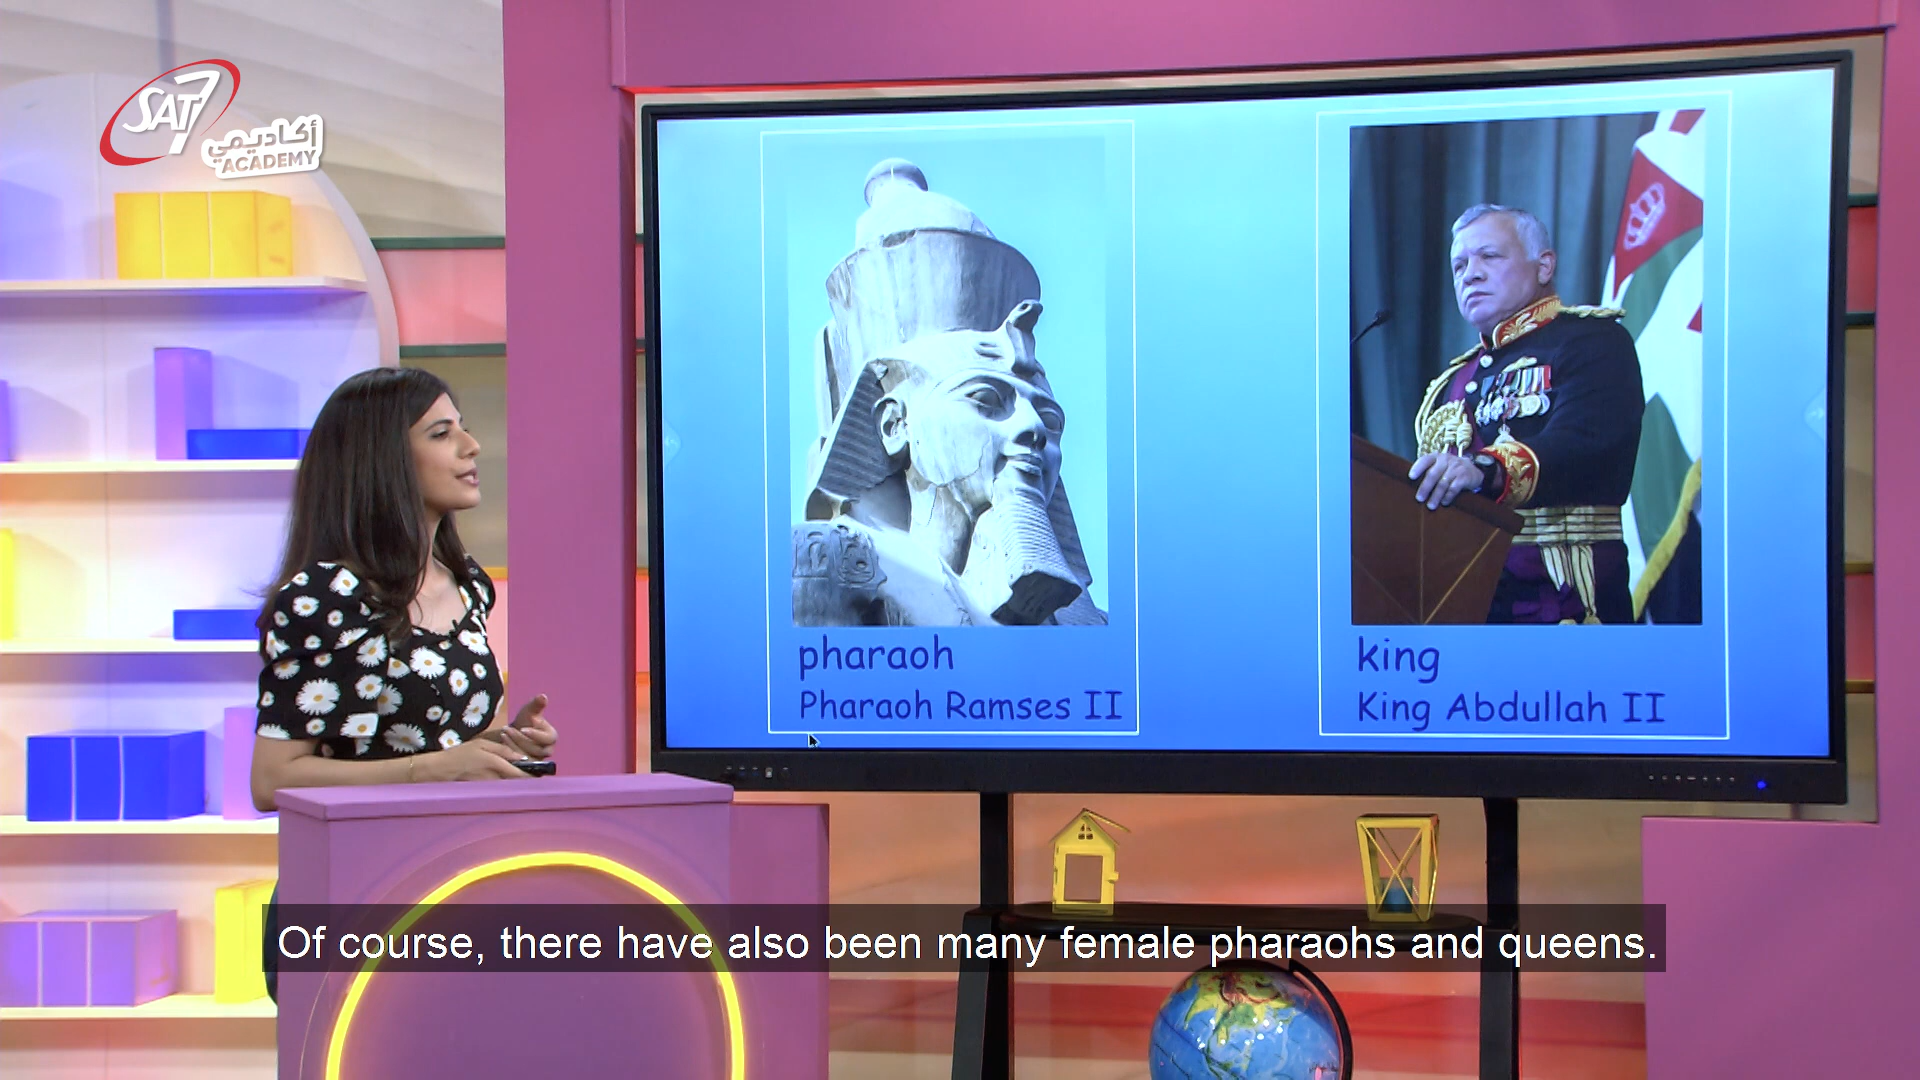 SAT7
أكاديمي
ACADEMY
pharaoh
Pharaoh Ramses II
king
King Abdullah II
Of course, there have also been many female pharaohs and queens.